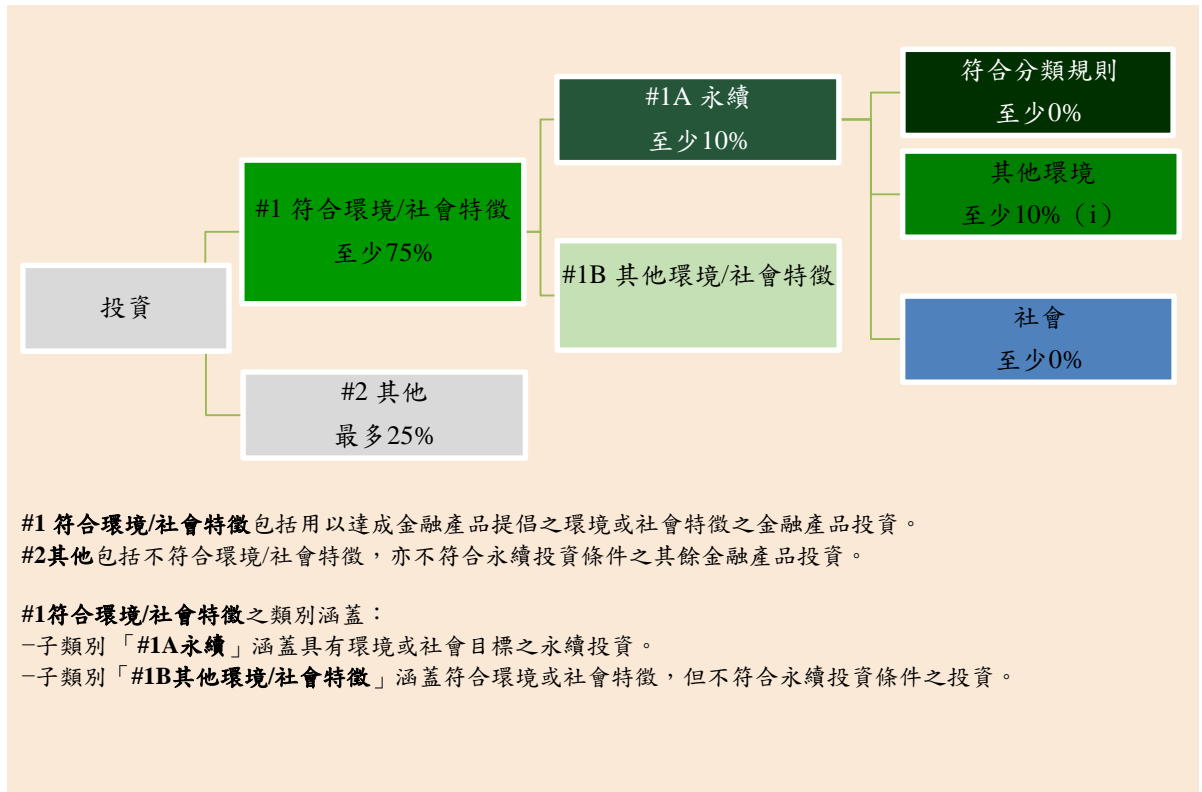 投資
#1 符合環境/社會特徵
至少75%
#2 其他
最多25%
#1A 永續
至少10%
#1B 其他環境/社會特徵
符合分類規則
至少0%
其他環境
至少10%（i）
社會
至少0%
#1 符合環境/社會特徵包括用以達成金融產品提倡之環境或社會特徵之金融產品投資。
#2其他包括不符合環境/社會特徵，亦不符合永續投資條件之其餘金融產品投資。
#1符合環境/社會特徵之類別涵蓋：
−子類別「#1A永續」涵蓋具有環境或社會目標之永續投資。
−子類別「#1B其他環境/社會特徵」涵蓋符合環境或社會特徵，但不符合永續投資條件之投資。